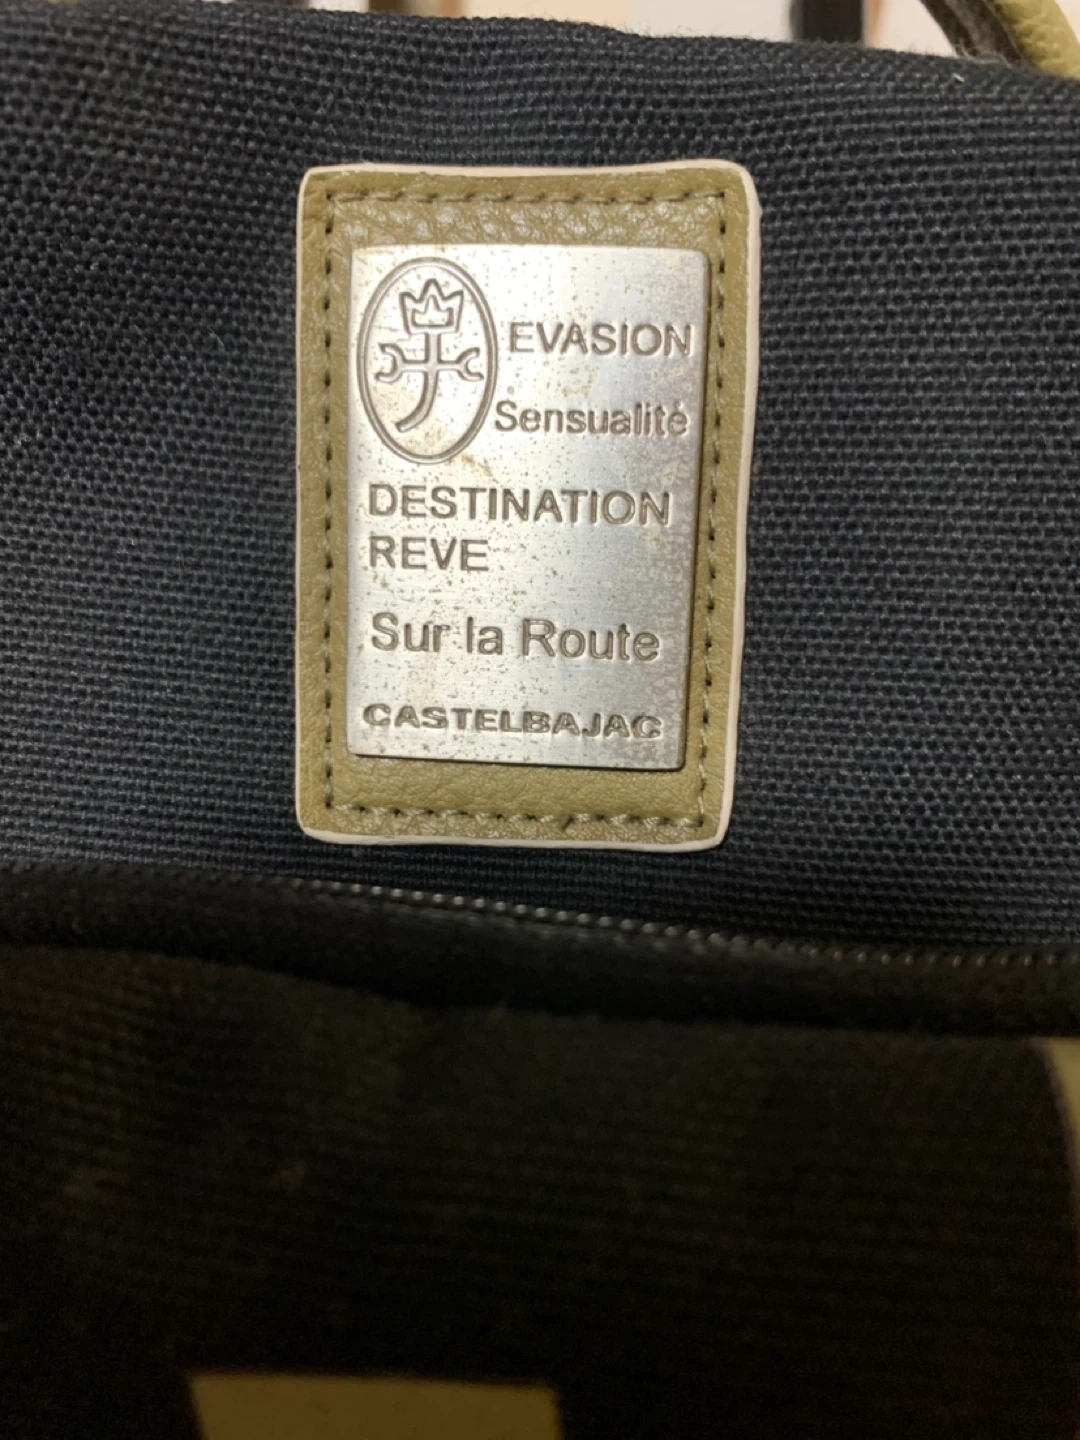 EVASION
Sensualité
DESTINATION
REVE
Sur la Route
CASTELBAJAC